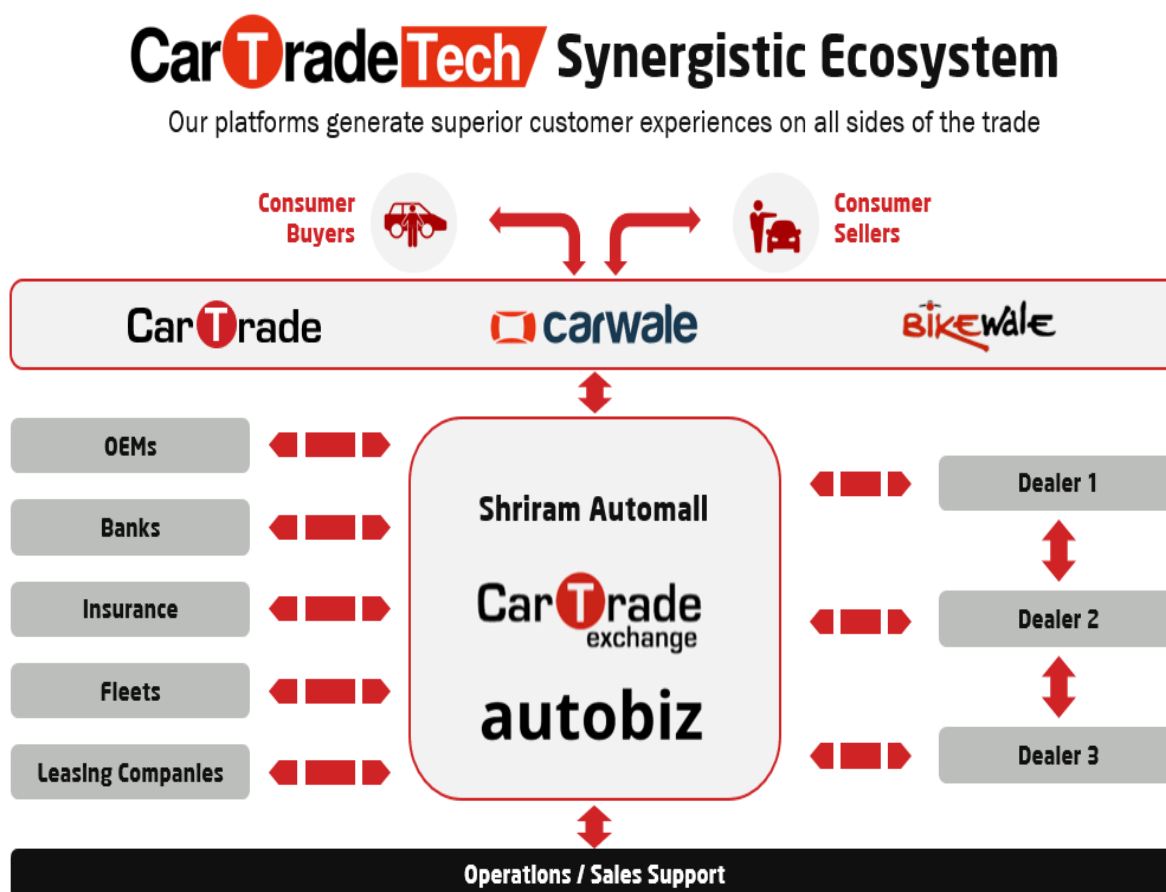 CarTradeTech Synergistic Ecosystem
Our platforms generate superior customer experiences on all sides of the trade
Consumer
Buyers
Consumer
Sellers
CarTrade
carwale
BikeWale
OEMs
Banks
Insurance
Fleets
Leasing Companies
Shriram Automall
CarTrade
exchange
autobiz
Dealer 1
Dealer 2
Dealer 3
Operations / Sales Support